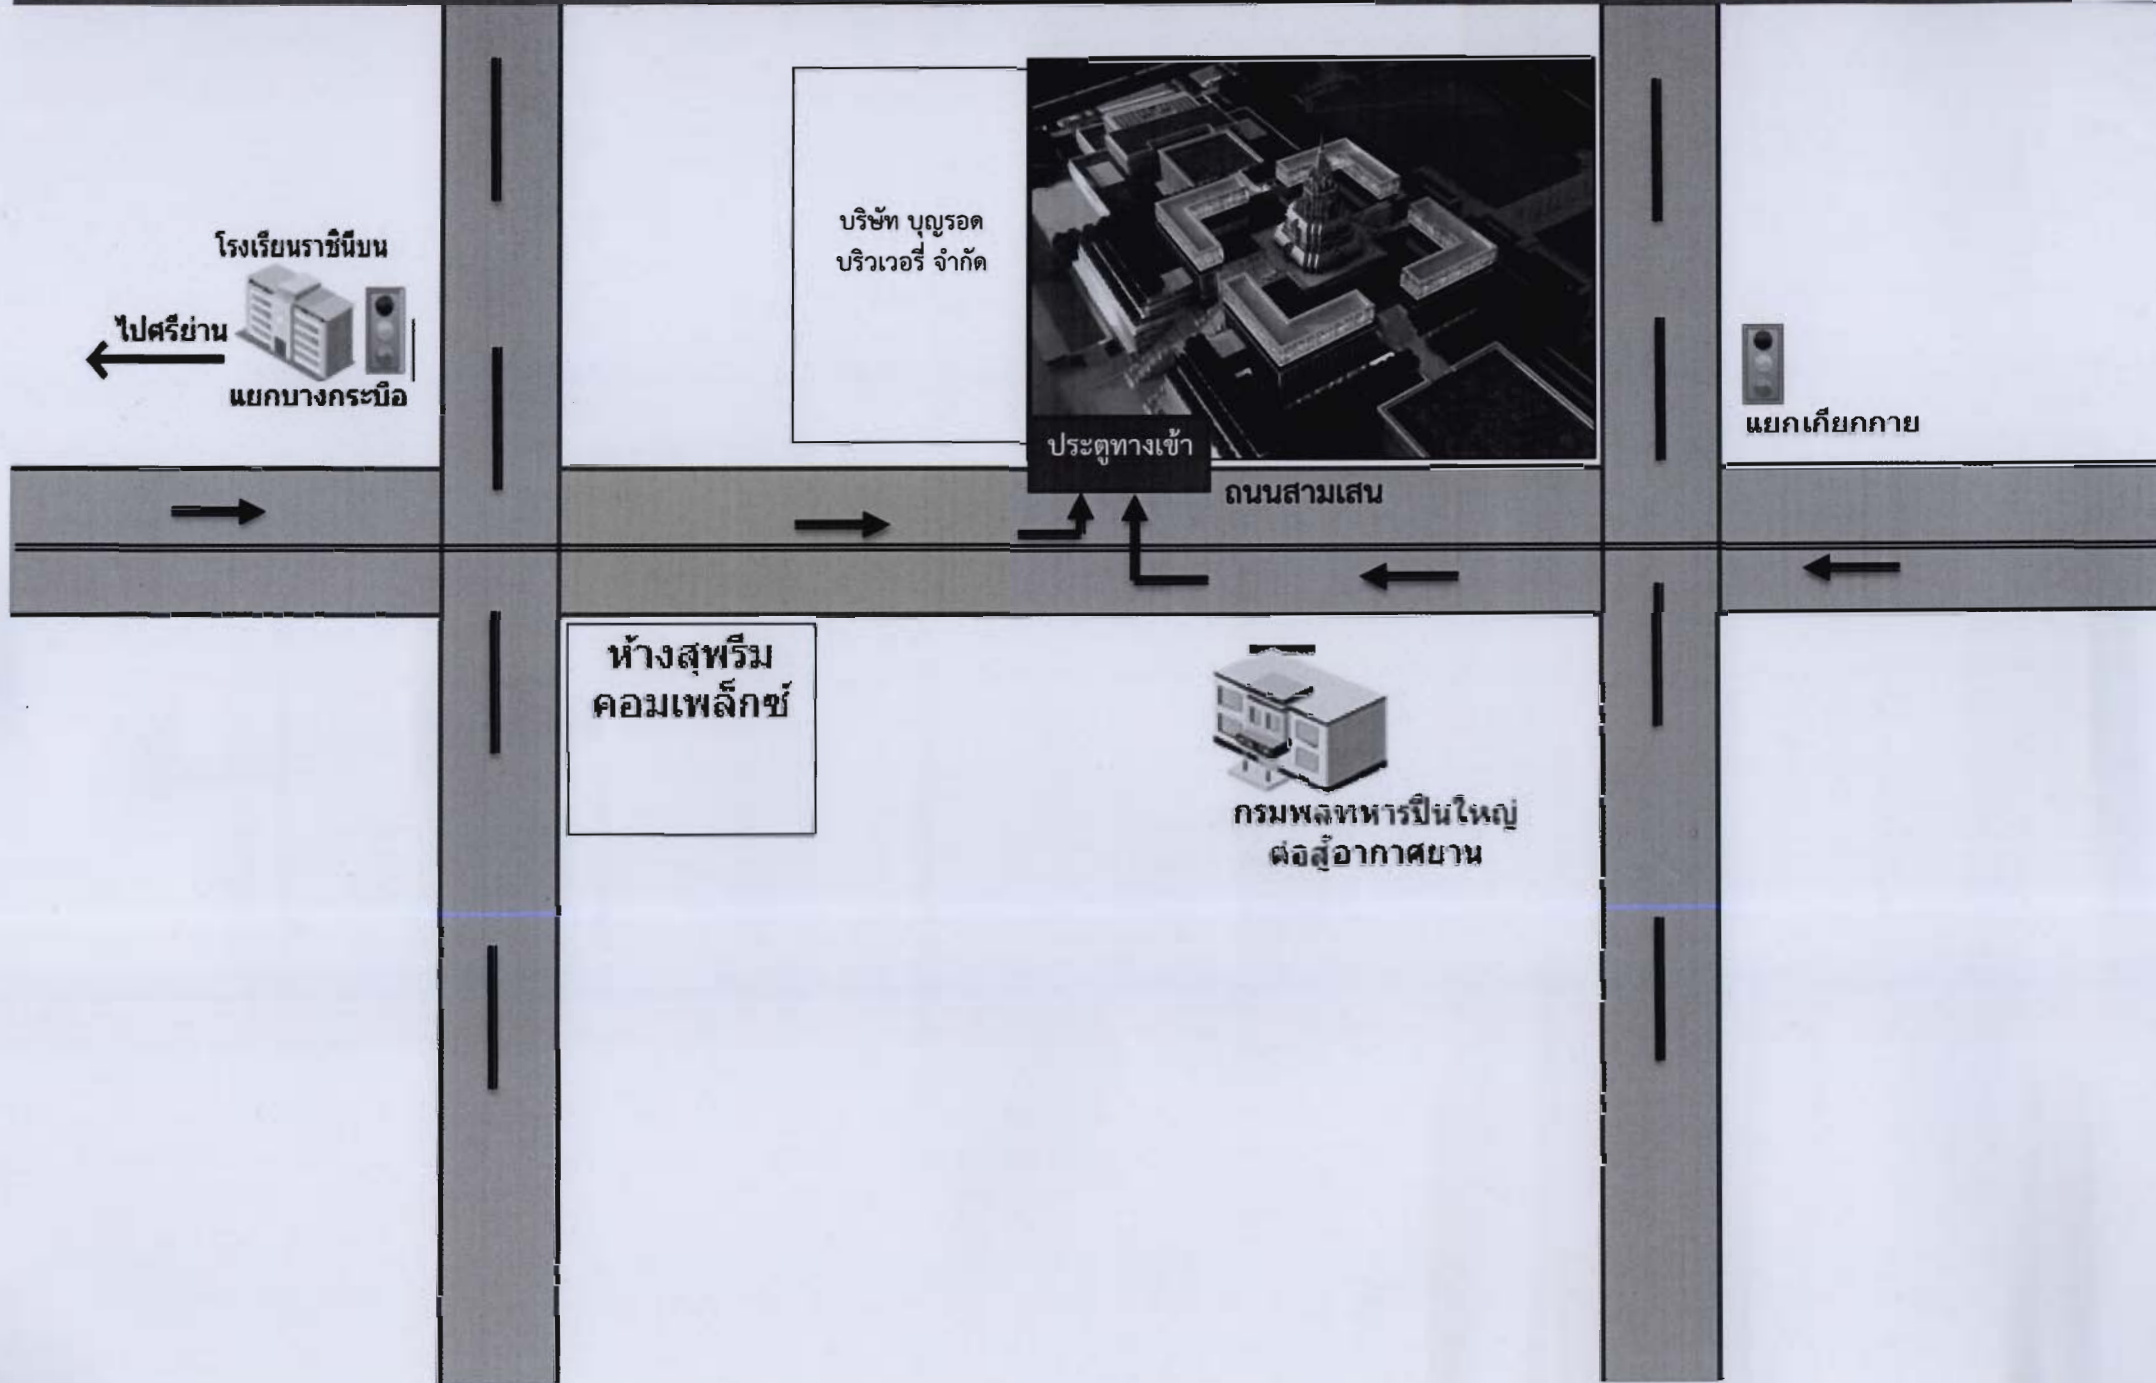 บริษัท บุญรอด
บริวเวอรี่ จำกัด
โรงเรียนราชินีบน
ไปศรีย่าน
แยกบางกระบือ
แยกเกียกกาย
ประตูทางเข้า
ถนนสามเสน
ห้างสุพรีม
คอมเพล็กซ์
กรมพลทหารปืนใหญ่
ต่อสู้อากาศยาน